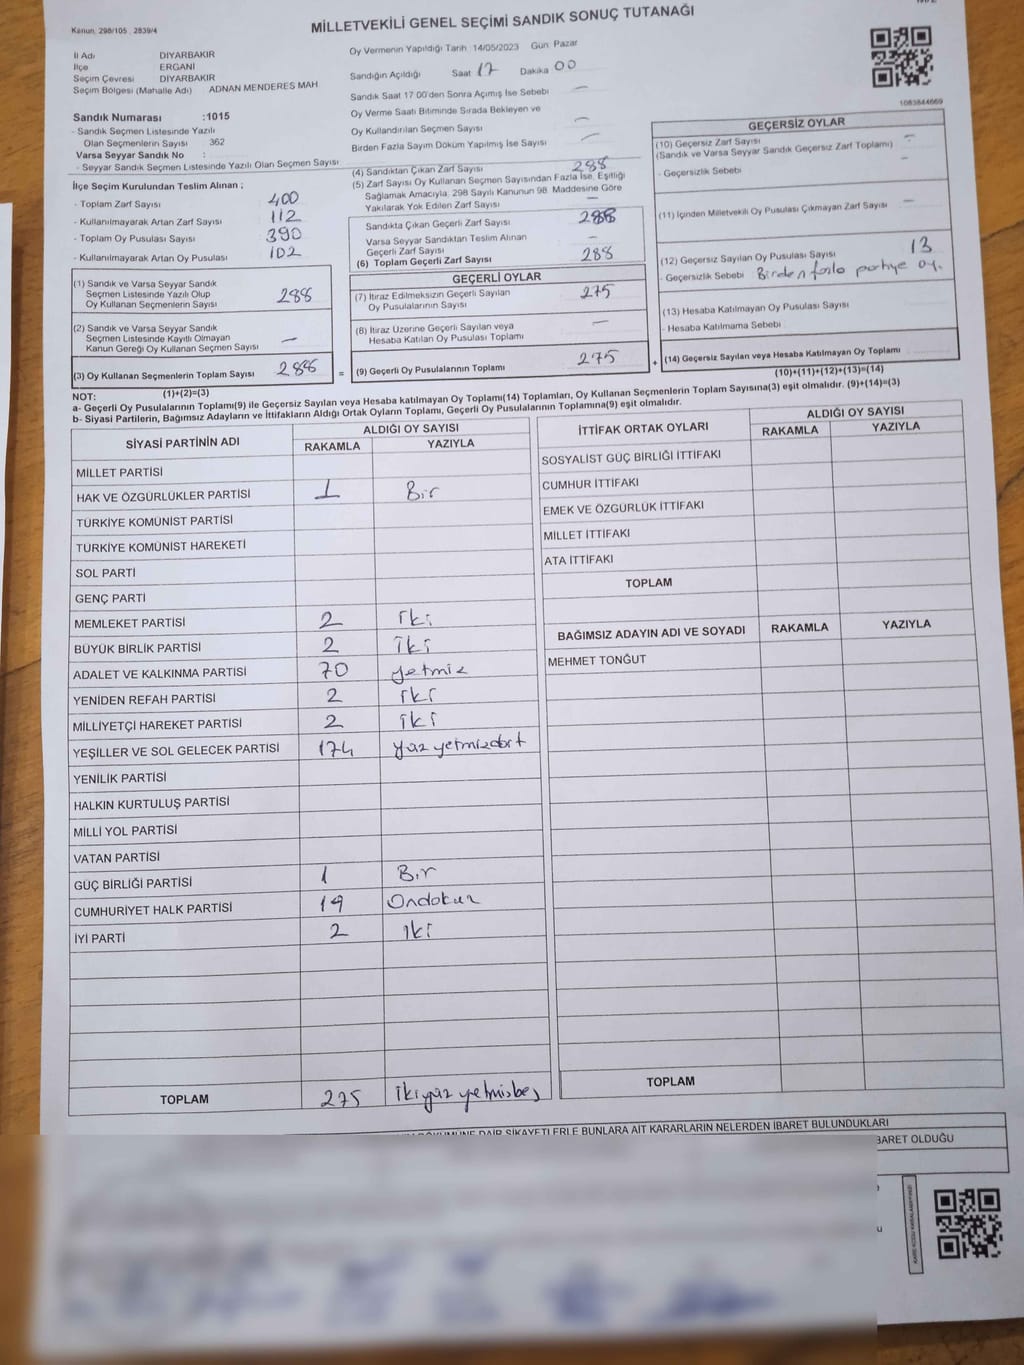 Kanun. 298/105 , 2839/4
MİLLETVEKİLİ GENEL SEÇİMİ SANDIK SONUÇ TUTANAĞI
İl Adı DİYARBAKIR
İlçe ERGANİ
Seçim Çevresi DİYARBAKIR
Seçim Bölgesi (Mahalle Adı) ADNAN MENDERES MAH
Sandık Numarası :1015
- Sandık Seçmen Listesinde Yazılı
Olan Seçmenlerin Sayısı 362
Varsa Seyyar Sandık No :
- Seyyar Sandık Seçmen Listesinde Yazılı Olan Seçmen Sayısı
İlçe Seçim Kurulundan Teslim Alınan ;
- Toplam Zarf Sayısı 400
- Kullanılmayarak Artan Zarf Sayısı 112
- Toplam Oy Pusulası Sayısı 390
- Kullanılmayarak Artan Oy Pusulası 102
(1) Sandık ve Varsa Seyyar Sandık
Seçmen Listesinde Yazılı Olup
Oy Kullanan Seçmenlerin Sayısı 288
(2) Sandık ve Varsa Seyyar Sandık
Seçmen Listesinde Kayıtlı Olmayan
Kanun Gereği Oy Kullanan Seçmen Sayısı —
(3) Oy Kullanan Seçmenlerin Toplam Sayısı 288
(1)+(2)=(3)
Oy Vermenin Yapıldığı Tarih 14/05/2023 Gün Pazar
Sandığın Açıldığı Saat 17 Dakika 00
Sandık Saat 17:00'den Sonra Açımış İse Sebebi —
Oy Verme Saati Bitiminde Sırada Bekleyen ve
Oy Kullandırılan Seçmen Sayısı —
Birden Fazla Sayım Döküm Yapılmış İse Sayısı —
(4) Sandıktan Çıkan Zarf Sayısı 288
(5) Zarf Sayısı Oy Kullanan Seçmen Sayısından Fazla İse, Eşitliği
Sağlamak Amacıyla; 298 Sayılı Kanunun 98. Maddesine Göre
Yakılarak Yok Edilen Zarf Sayısı —
Sandıkta Çıkan Geçerli Zarf Sayısı 288
Varsa Seyyar Sandıktan Teslim Alınan
Geçerli Zarf Sayısı —
(6) Toplam Geçerli Zarf Sayısı 288
GEÇERLİ OYLAR
(7) İtiraz Edilmeksizin Geçerli Sayılan
Oy Pusulalarının Sayısı 275
(8) İtiraz Üzerine Geçerli Sayılan veya
Hesaba Katılan Oy Pusulası Toplamı —
= (9) Geçerli Oy Pusulalarının Toplamı 275
1083844669
GEÇERSİZ OYLAR
(10) Geçersiz Zarf Sayısı —
(Sandık ve Varsa Seyyar Sandık Geçersiz Zarf Toplamı)
- Geçersizlik Sebebi —
(11) İçinden Milletvekili Oy Pusulası Çıkmayan Zarf Sayısı —
(12) Geçersiz Sayılan Oy Pusulası Sayısı 13
- Geçersizlik Sebebi Birden fazla partiye oy.
(13) Hesaba Katılmayan Oy Pusulası Sayısı
- Hesaba Katılmama Sebebi
+ (14) Geçersiz Sayılan veya Hesaba Katılmayan Oy Toplamı
(10)+(11)+(12)+(13)=(14)
NOT:
a- Geçerli Oy Pusulalarının Toplamı(9) ile Geçersiz Sayılan veya Hesaba katılmayan Oy Toplamı(14) Toplamları, Oy Kullanan Seçmenlerin Toplam Sayısına(3) eşit olmalıdır. (9)+(14)=(3)
b- Siyasi Partilerin, Bağımsız Adayların ve İttifakların Aldığı Ortak Oyların Toplamı, Geçerli Oy Pusulalarının Toplamına(9) eşit olmalıdır.
SİYASİ PARTİNİN ADI ALDIĞI OY SAYISI
RAKAMLA YAZIYLA
MİLLET PARTİSİ
HAK VE ÖZGÜRLÜKLER PARTİSİ 1 Bir
TÜRKİYE KOMÜNİST PARTİSİ
TÜRKİYE KOMÜNİST HAREKETİ
SOL PARTİ
GENÇ PARTİ
MEMLEKET PARTİSİ 2 iki
BÜYÜK BİRLİK PARTİSİ 2 iki
ADALET VE KALKINMA PARTİSİ 70 yetmiz
YENİDEN REFAH PARTİSİ 2 iki
MİLLİYETÇİ HAREKET PARTİSİ 2 iki
YEŞİLLER VE SOL GELECEK PARTİSİ 174 yüz yetmizdört
YENİLİK PARTİSİ
HALKIN KURTULUŞ PARTİSİ
MİLLİ YOL PARTİSİ
VATAN PARTİSİ
GÜÇ BİRLİĞİ PARTİSİ 1 Bir
CUMHURİYET HALK PARTİSİ 19 Ondokuz
İYİ PARTİ 2 iki
TOPLAM 275 ikiyüz yetmişbeş
İTTİFAK ORTAK OYLARI ALDIĞI OY SAYISI
RAKAMLA YAZIYLA
SOSYALİST GÜÇ BİRLİĞİ İTTİFAKI
CUMHUR İTTİFAKI
EMEK VE ÖZGÜRLÜK İTTİFAKI
MİLLET İTTİFAKI
ATA İTTİFAKI
TOPLAM
BAĞIMSIZ ADAYIN ADI VE SOYADI RAKAMLA YAZIYLA
MEHMET TONĞUT
TOPLAM
DAİR ŞİKAYETLERLE BUNLARA AİT KARARLARIN NELERDEN İBARET BULUNDUKLARI
İBARET OLDUĞU